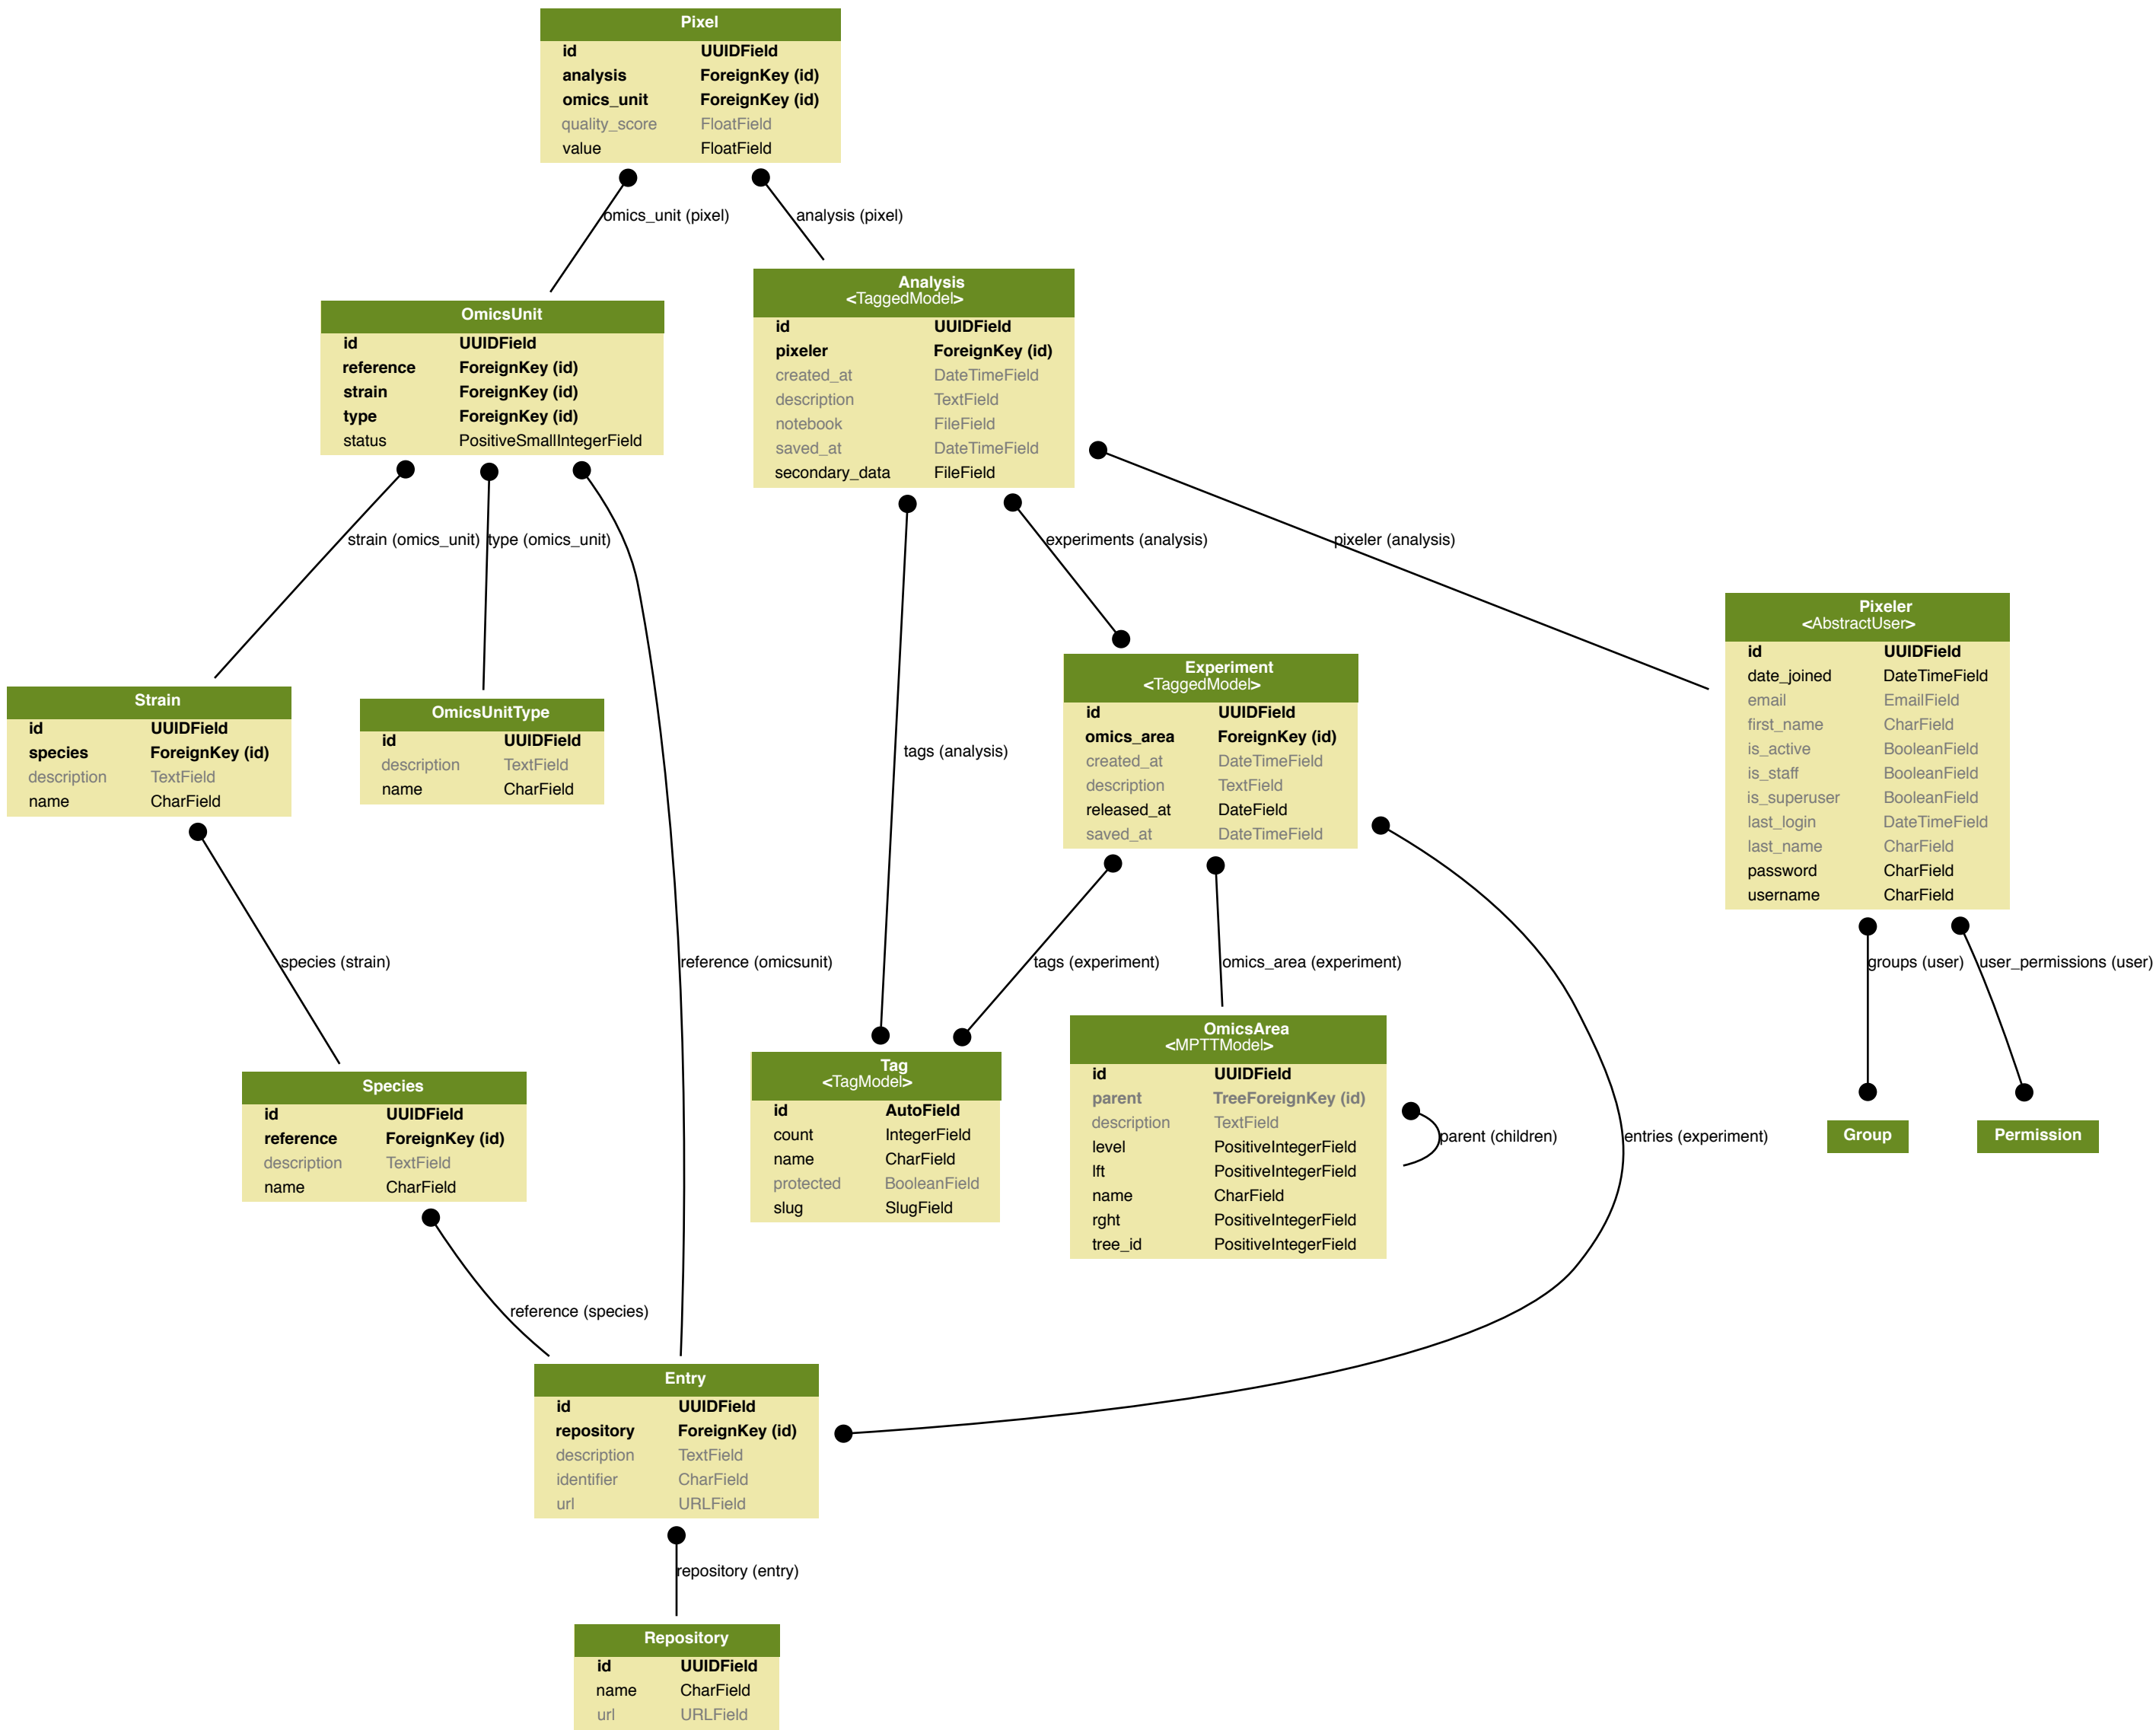 Pixel
id UUIDField
analysis ForeignKey (id)
omics_unit ForeignKey (id)
quality_score FloatField
value FloatField
omics_unit (pixel)
analysis (pixel)
Analysis
<TaggedModel>
id UUIDField
pixeler ForeignKey (id)
created_at DateTimeField
description TextField
notebook FileField
saved_at DateTimeField
secondary_data FileField
OmicsUnit
id UUIDField
reference ForeignKey (id)
strain ForeignKey (id)
type ForeignKey (id)
status PositiveSmallIntegerField
strain (omics_unit)
type (omics_unit)
experiments (analysis)
pixeler (analysis)
Pixeler
<AbstractUser>
id UUIDField
date_joined DateTimeField
email EmailField
first_name CharField
is_active BooleanField
is_staff BooleanField
is_superuser BooleanField
last_login DateTimeField
last_name CharField
password CharField
username CharField
Experiment
<TaggedModel>
id UUIDField
omics_area ForeignKey (id)
created_at DateTimeField
description TextField
released_at DateField
saved_at DateTimeField
Strain
id UUIDField
species ForeignKey (id)
description TextField
name CharField
OmicsUnitType
id UUIDField
description TextField
name CharField
tags (analysis)
species (strain)
reference (omicsunit)
tags (experiment)
omics_area (experiment)
groups (user)
user_permissions (user)
OmicsArea
<MPTTModel>
id UUIDField
parent TreeForeignKey (id)
description TextField
level PositiveIntegerField
lft PositiveIntegerField
name CharField
rght PositiveIntegerField
tree_id PositiveIntegerField
parent (children)
entries (experiment)
Group
Permission
Tag
<TagModel>
id AutoField
count IntegerField
name CharField
protected BooleanField
slug SlugField
Species
id UUIDField
reference ForeignKey (id)
description TextField
name CharField
reference (species)
Entry
id UUIDField
repository ForeignKey (id)
description TextField
identifier CharField
url URLField
repository (entry)
Repository
id UUIDField
name CharField
url URLField